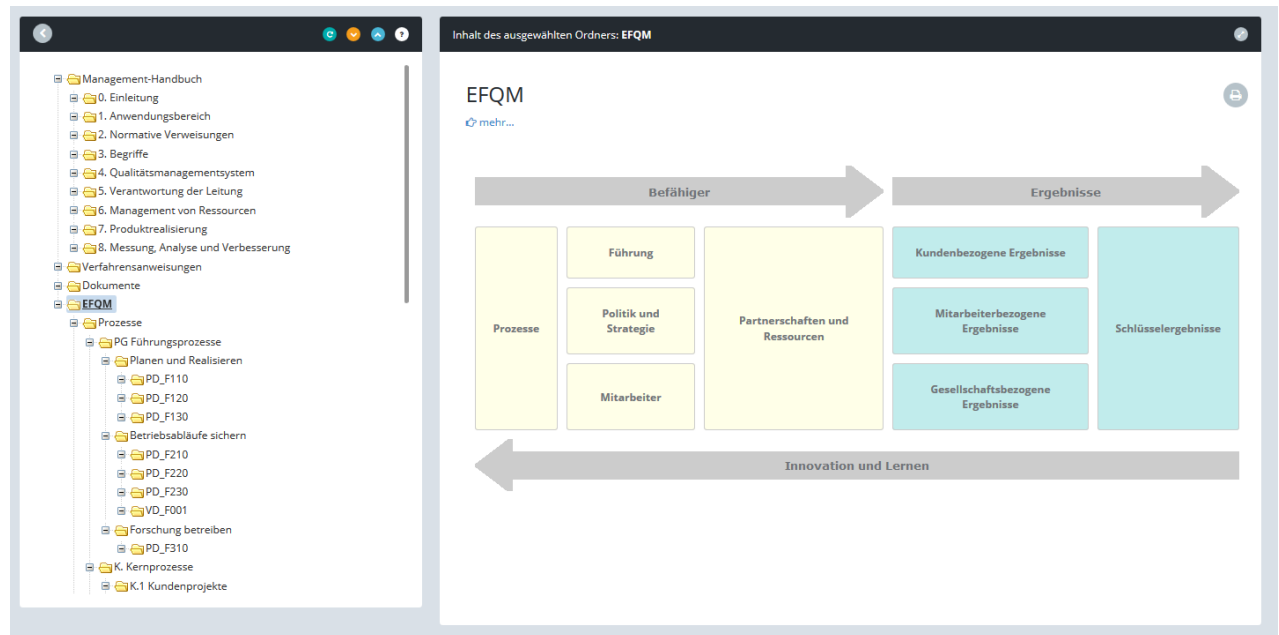 Management-Handbuch
0. Einleitung
1. Anwendungsbereich
2. Normative Verweisungen
3. Begriffe
4. Qualitätsmanagementsystem
5. Verantwortung der Leitung
6. Management von Ressourcen
7. Produktrealisierung
8. Messung, Analyse und Verbesserung
Verfahrensanweisungen
Dokumente
EFQM
Prozesse
PG Führungsprozesse
Planen und Realisieren
PD_F110
PD_F120
PD_F130
Betriebsabläufe sichern
PD_F210
PD_F220
PD_F230
VD_F001
Forschung betreiben
PD_F310
K. Kernprozesse
K.1 Kundenprojekte
Inhalt des ausgewählten Ordners: EFQM
EFQM
mehr...
Befähiger
Ergebnisse
Prozesse
Führung
Politik und
Strategie
Mitarbeiter
Partnerschaften und
Ressourcen
Kundenbezogene Ergebnisse
Mitarbeiterbezogene
Ergebnisse
Gesellschaftsbezogene
Ergebnisse
Schlüsselergebnisse
Innovation und Lernen